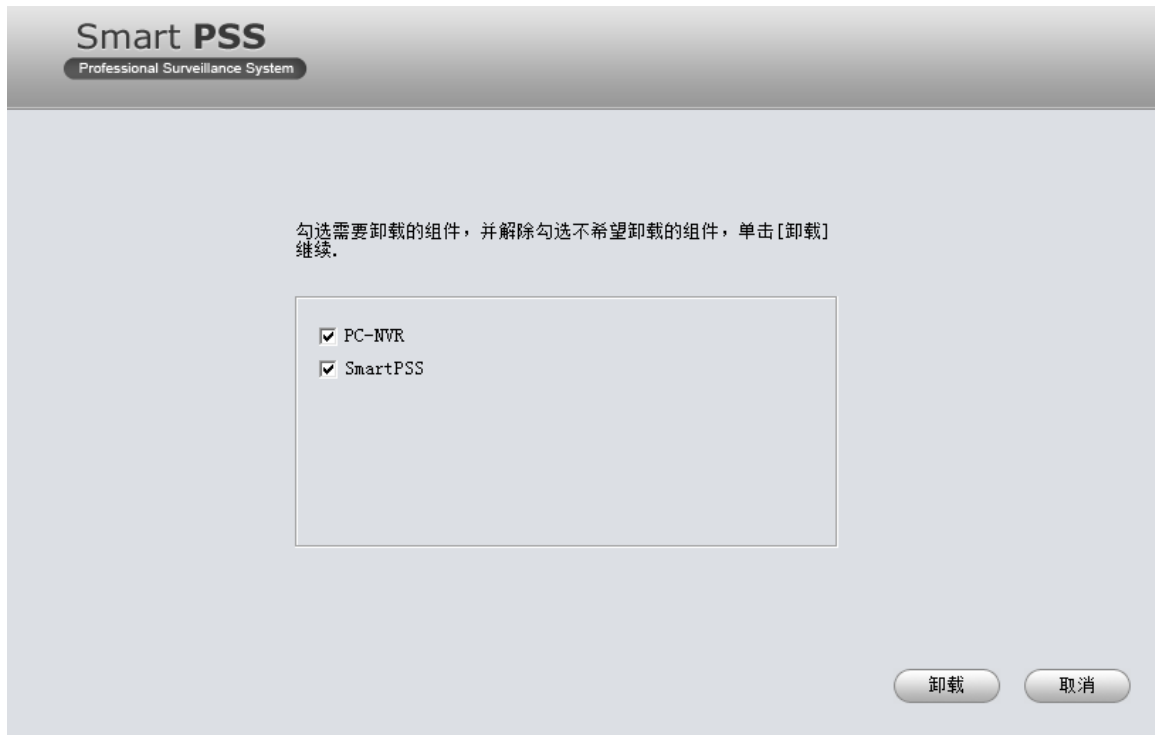 Smart PSS
Professional Surveillance System
勾选需要卸载的组件，并解除勾选不希望卸载的组件，单击[卸载]
继续.
PC-NVR
SmartPSS
卸载 取消